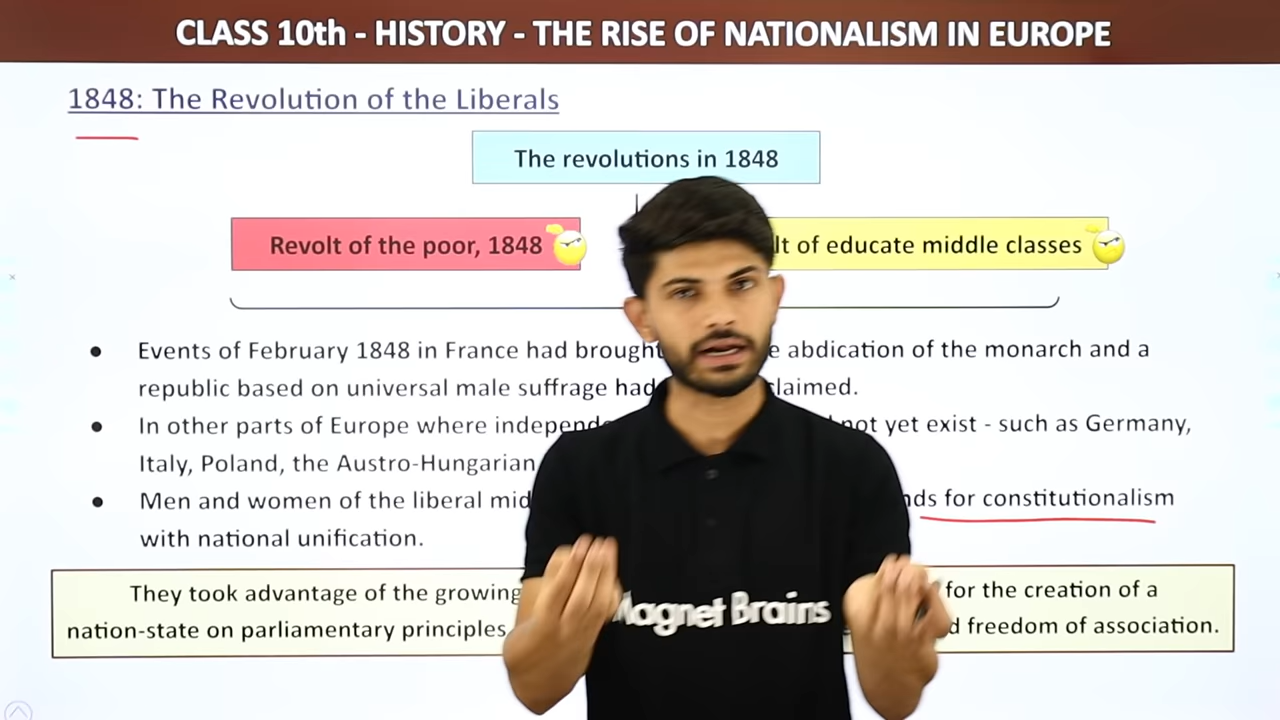 CLASS 10th - HISTORY - THE RISE OF NATIONALISM IN EUROPE
1848: The Revolution of the Liberals
The revolutions in 1848
Revolt of the poor, 1848
of educate middle classes
Events of February 1848 in France had brought abdication of the monarch and a
republic based on universal male suffrage had
In other parts of Europe where not yet exist - such as Germany,
Italy, Poland, the Austro-Hungarian
Men and women of the liberal for constitutionalism
with national unification.
They took advantage of the growing for the creation of a
nation-state on parliamentary principles freedom of association.
Magnet Brains